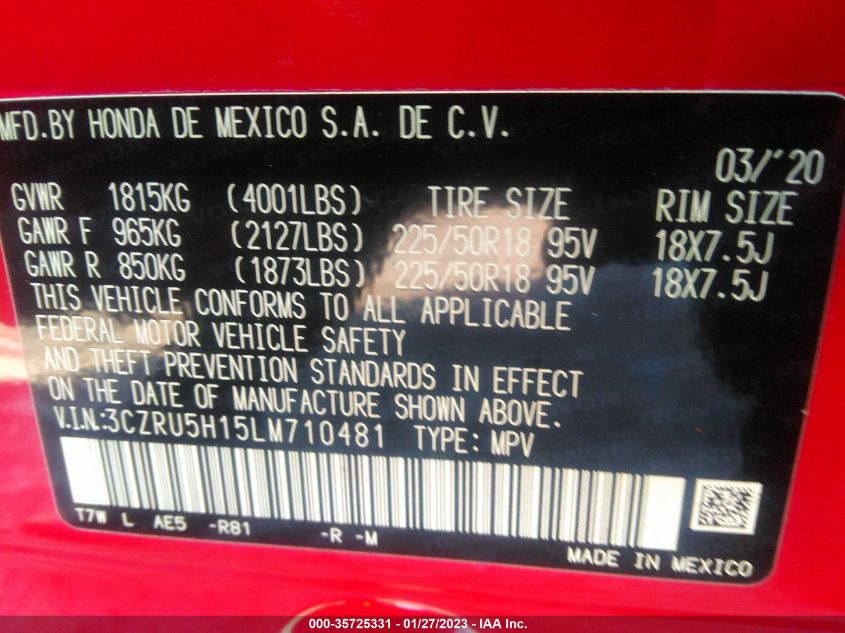 MFD.BY HONDA DE MEXICO S.A. DE C.V.
03/'20
GVWR 1815KG (4001LBS) TIRE SIZE RIM SIZE
GAWR F 965KG (2127LBS) 225/50R18 95V 18X7.5J
GAWR R 850KG (1873LBS) 225/50R18 95V 18X7.5J
THIS VEHICLE CONFORMS TO ALL APPLICABLE
FEDERAL MOTOR VEHICLE SAFETY
AND THEFT PREVENTION STANDARDS IN EFFECT
ON THE DATE OF MANUFACTURE SHOWN ABOVE.
V.I.N.:3CZRU5H15LM710481 TYPE: MPV
T7W L AE5 -R81 -R -M
MADE IN MEXICO
000-35725331 - 01/27/2023 - IAA Inc.